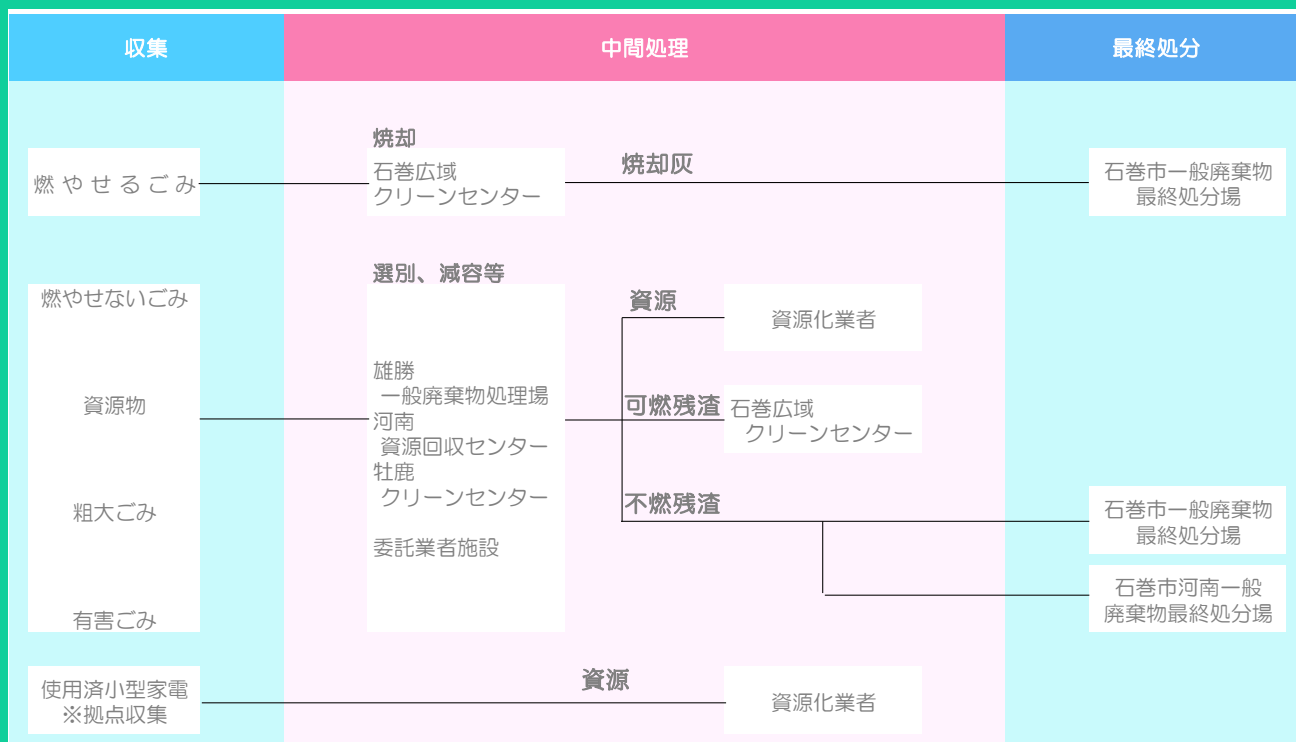 収集
中間処理
最終処分
燃やせるごみ
焼却
石巻広域
クリーンセンター
焼却灰
石巻市一般廃棄物
最終処分場
燃やせないごみ
資源物
粗大ごみ
有害ごみ
選別、減容等
雄勝
一般廃棄物処理場
河南
資源回収センター
牡鹿
クリーンセンター
委託業者施設
資源
資源化業者
可燃残渣
石巻広域
クリーンセンター
不燃残渣
石巻市一般廃棄物
最終処分場
石巻市河南一般
廃棄物最終処分場
使用済小型家電
※拠点収集
資源
資源化業者